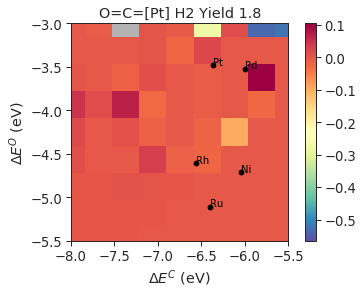 O=C=[Pt] H2 Yield 1.8
ΔE^O (eV)
−3.0
−3.5
−4.0
−4.5
−5.0
−5.5
Pt
Pd
Rh
Ni
Ru
−8.0 −7.5 −7.0 −6.5 −6.0 −5.5
ΔE^C (eV)
0.1
0.0
−0.1
−0.2
−0.3
−0.4
−0.5